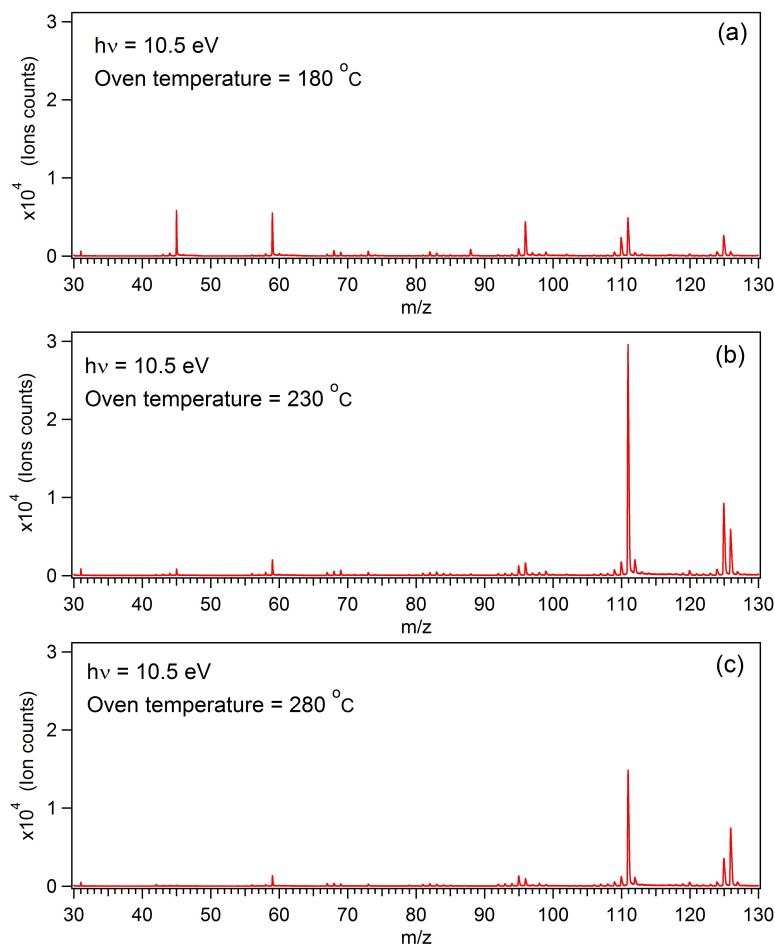 (a)
hν = 10.5 eV
Oven temperature = 180 °C
x10⁴ (Ions counts)
3
2
1
0
30 40 50 60 70 80 90 100 110 120 130
m/z
(b)
hν = 10.5 eV
Oven temperature = 230 °C
x10⁴ (Ions counts)
3
2
1
0
30 40 50 60 70 80 90 100 110 120 130
m/z
(c)
hν = 10.5 eV
Oven temperature = 280 °C
x10⁴ (Ion counts)
3
2
1
0
30 40 50 60 70 80 90 100 110 120 130
m/z